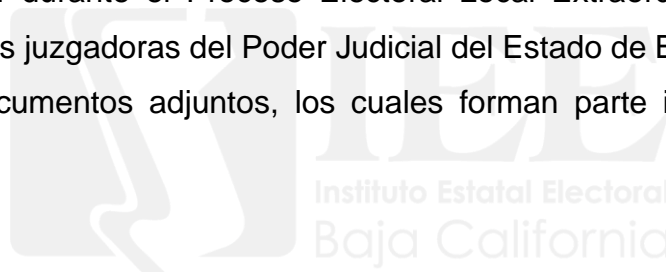 durante el Proceso Electoral Local
s juzgadoras del Poder Judicial del Estado de
cumentos adjuntos, los cuales forman parte
IEE
Instituto Estatal Electoral
Baja California